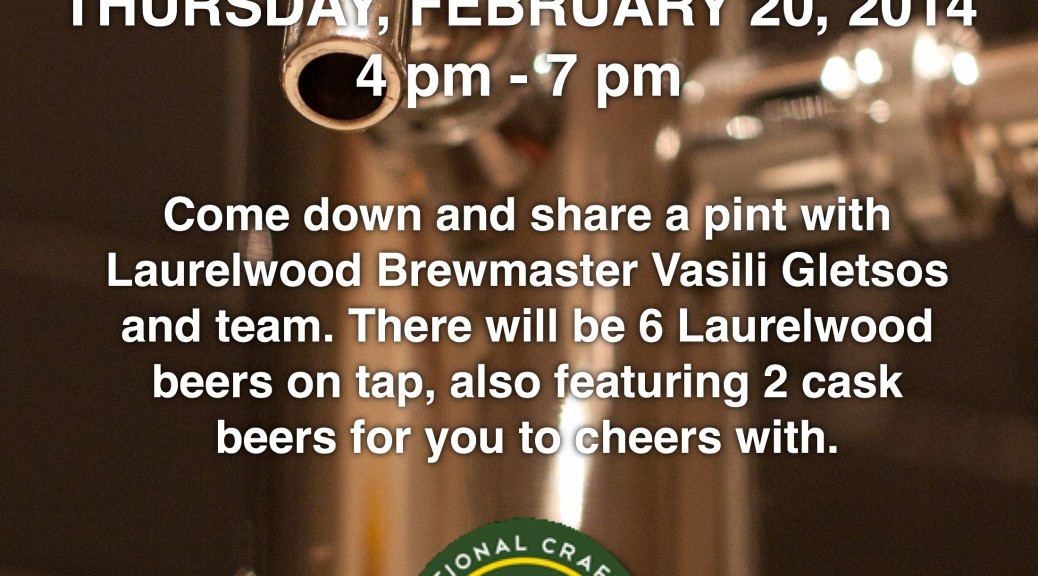 THURSDAY, FEBRUARY 20, 2014
4 pm - 7 pm
Come down and share a pint with
Laurelwood Brewmaster Vasili Gletsos
and team. There will be 6 Laurelwood
beers on tap, also featuring 2 cask
beers for you to cheers with.